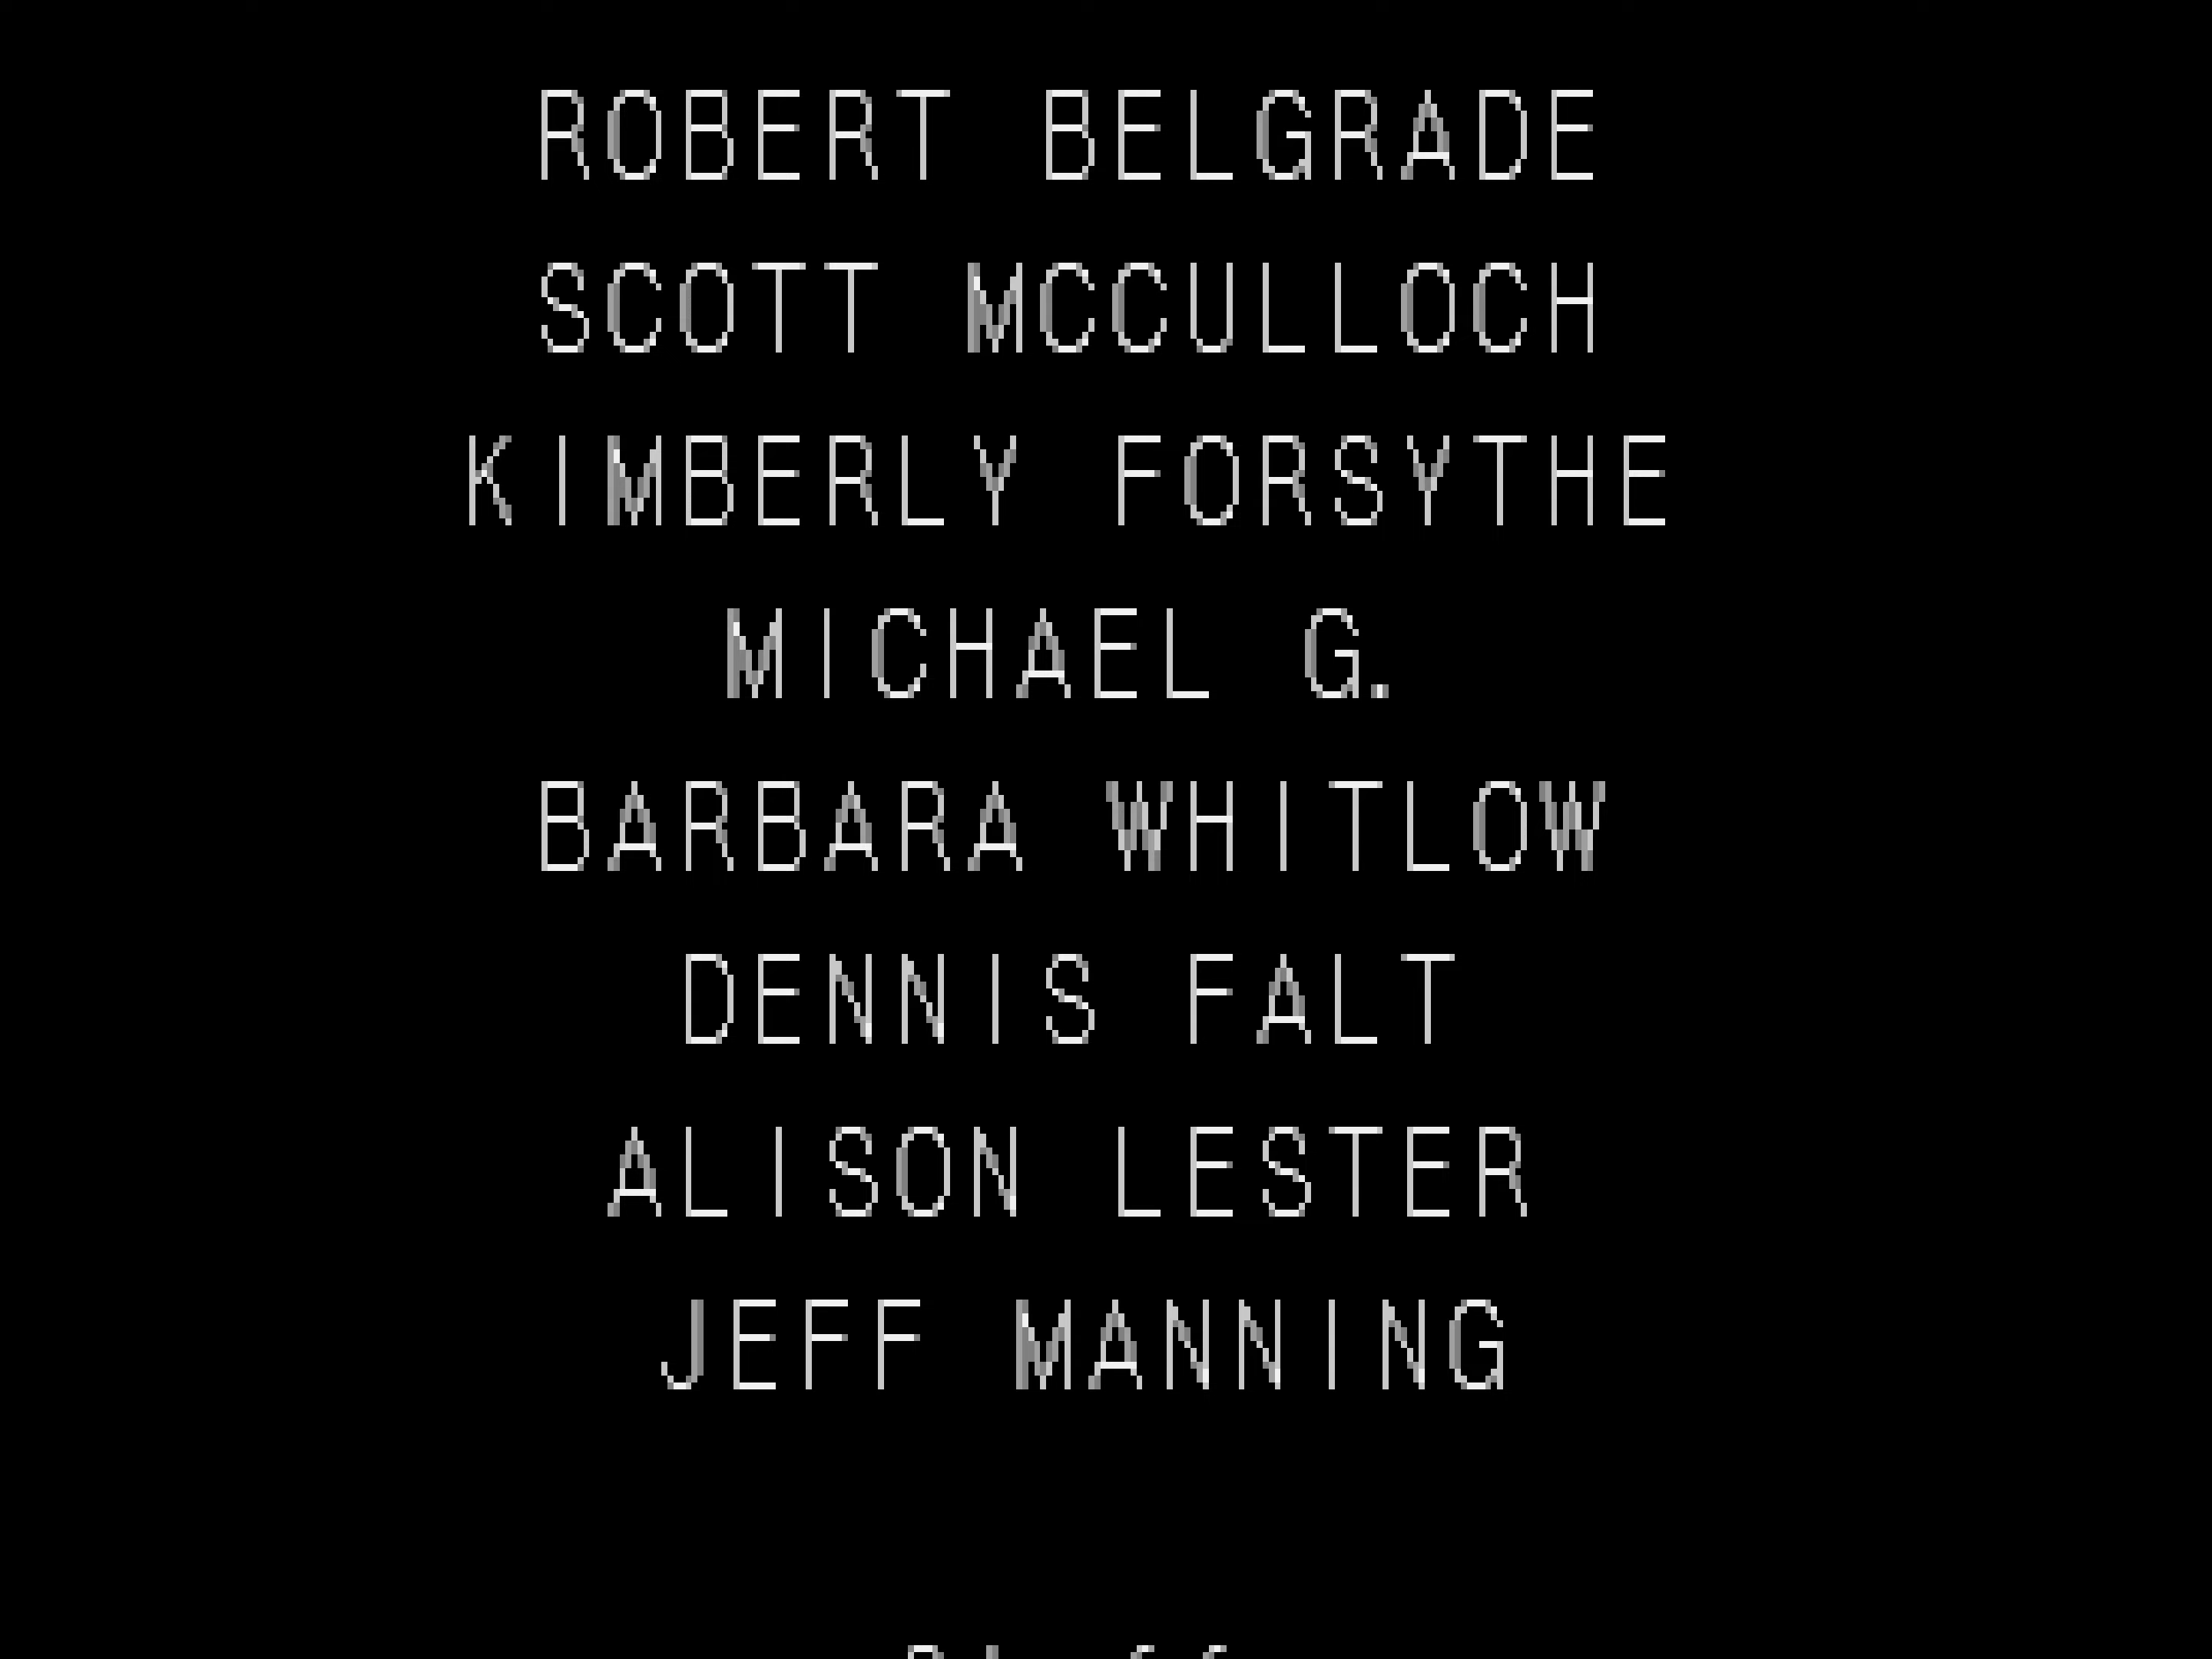 ROBERT BELGRADE
SCOTT MCCULLOCH
KIMBERLY FORSYTHE
MICHAEL G.
BARBARA WHITLOW
DENNIS FALT
ALISON LESTER
JEFF MANNING